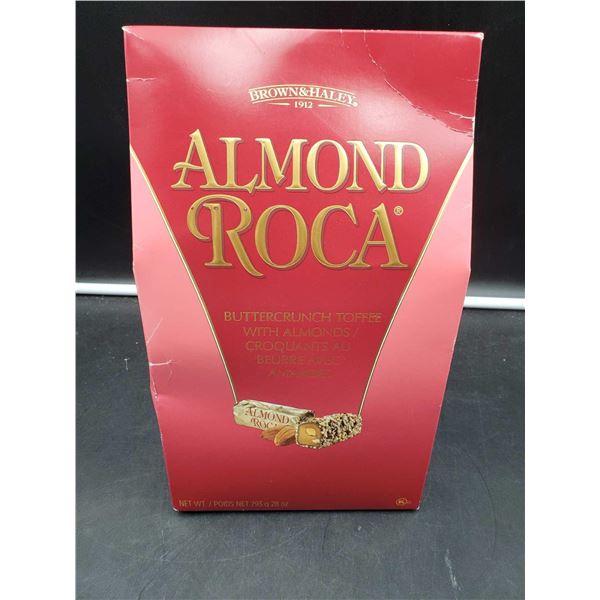 BROWN & HALEY®
1912
ALMOND
ROCA®
BUTTERCRUNCH TOFFEE
WITH ALMONDS /
CROQUANTS AU
BEURRE AVEC
ALMOND
ROCA
NET WT. / POIDS NET 793 g 28 oz